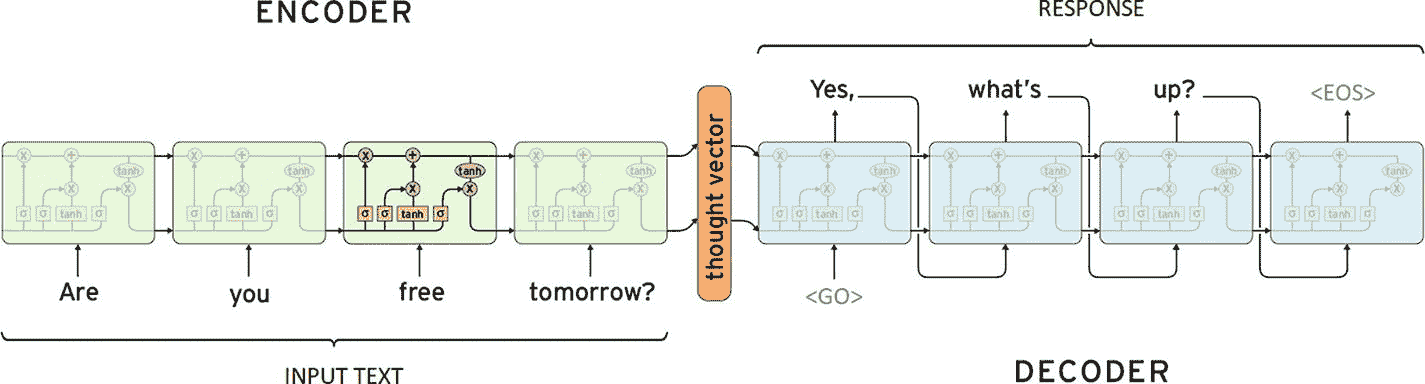 ENCODER
RESPONSE
Yes, what's up? <EOS>
thought vector
x + tanh x σ σ tanh σ x
x + tanh x σ σ tanh σ x
x + tanh x σ σ tanh σ x
x + tanh x σ σ tanh σ x
x + tanh x σ σ tanh σ x
x + tanh x σ σ tanh σ x
x + tanh x σ σ tanh σ x
x + tanh x σ σ tanh σ x
Are you free tomorrow?
<GO>
INPUT TEXT
DECODER